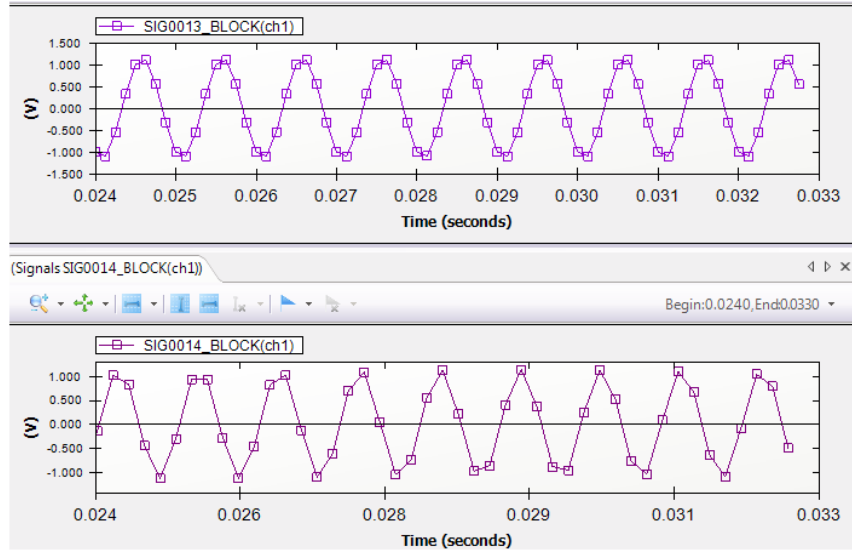 SIG0013_BLOCK(ch1)
1.500
1.000
0.500
0.000
-0.500
-1.000
-1.500
(V)
0.024 0.025 0.026 0.027 0.028 0.029 0.030 0.031 0.032 0.033
Time (seconds)
(Signals SIG0014_BLOCK(ch1))
Begin:0.0240,End:0.0330
SIG0014_BLOCK(ch1)
1.000
0.500
0.000
-0.500
-1.000
(V)
0.024 0.026 0.028 0.029 0.031 0.033
Time (seconds)